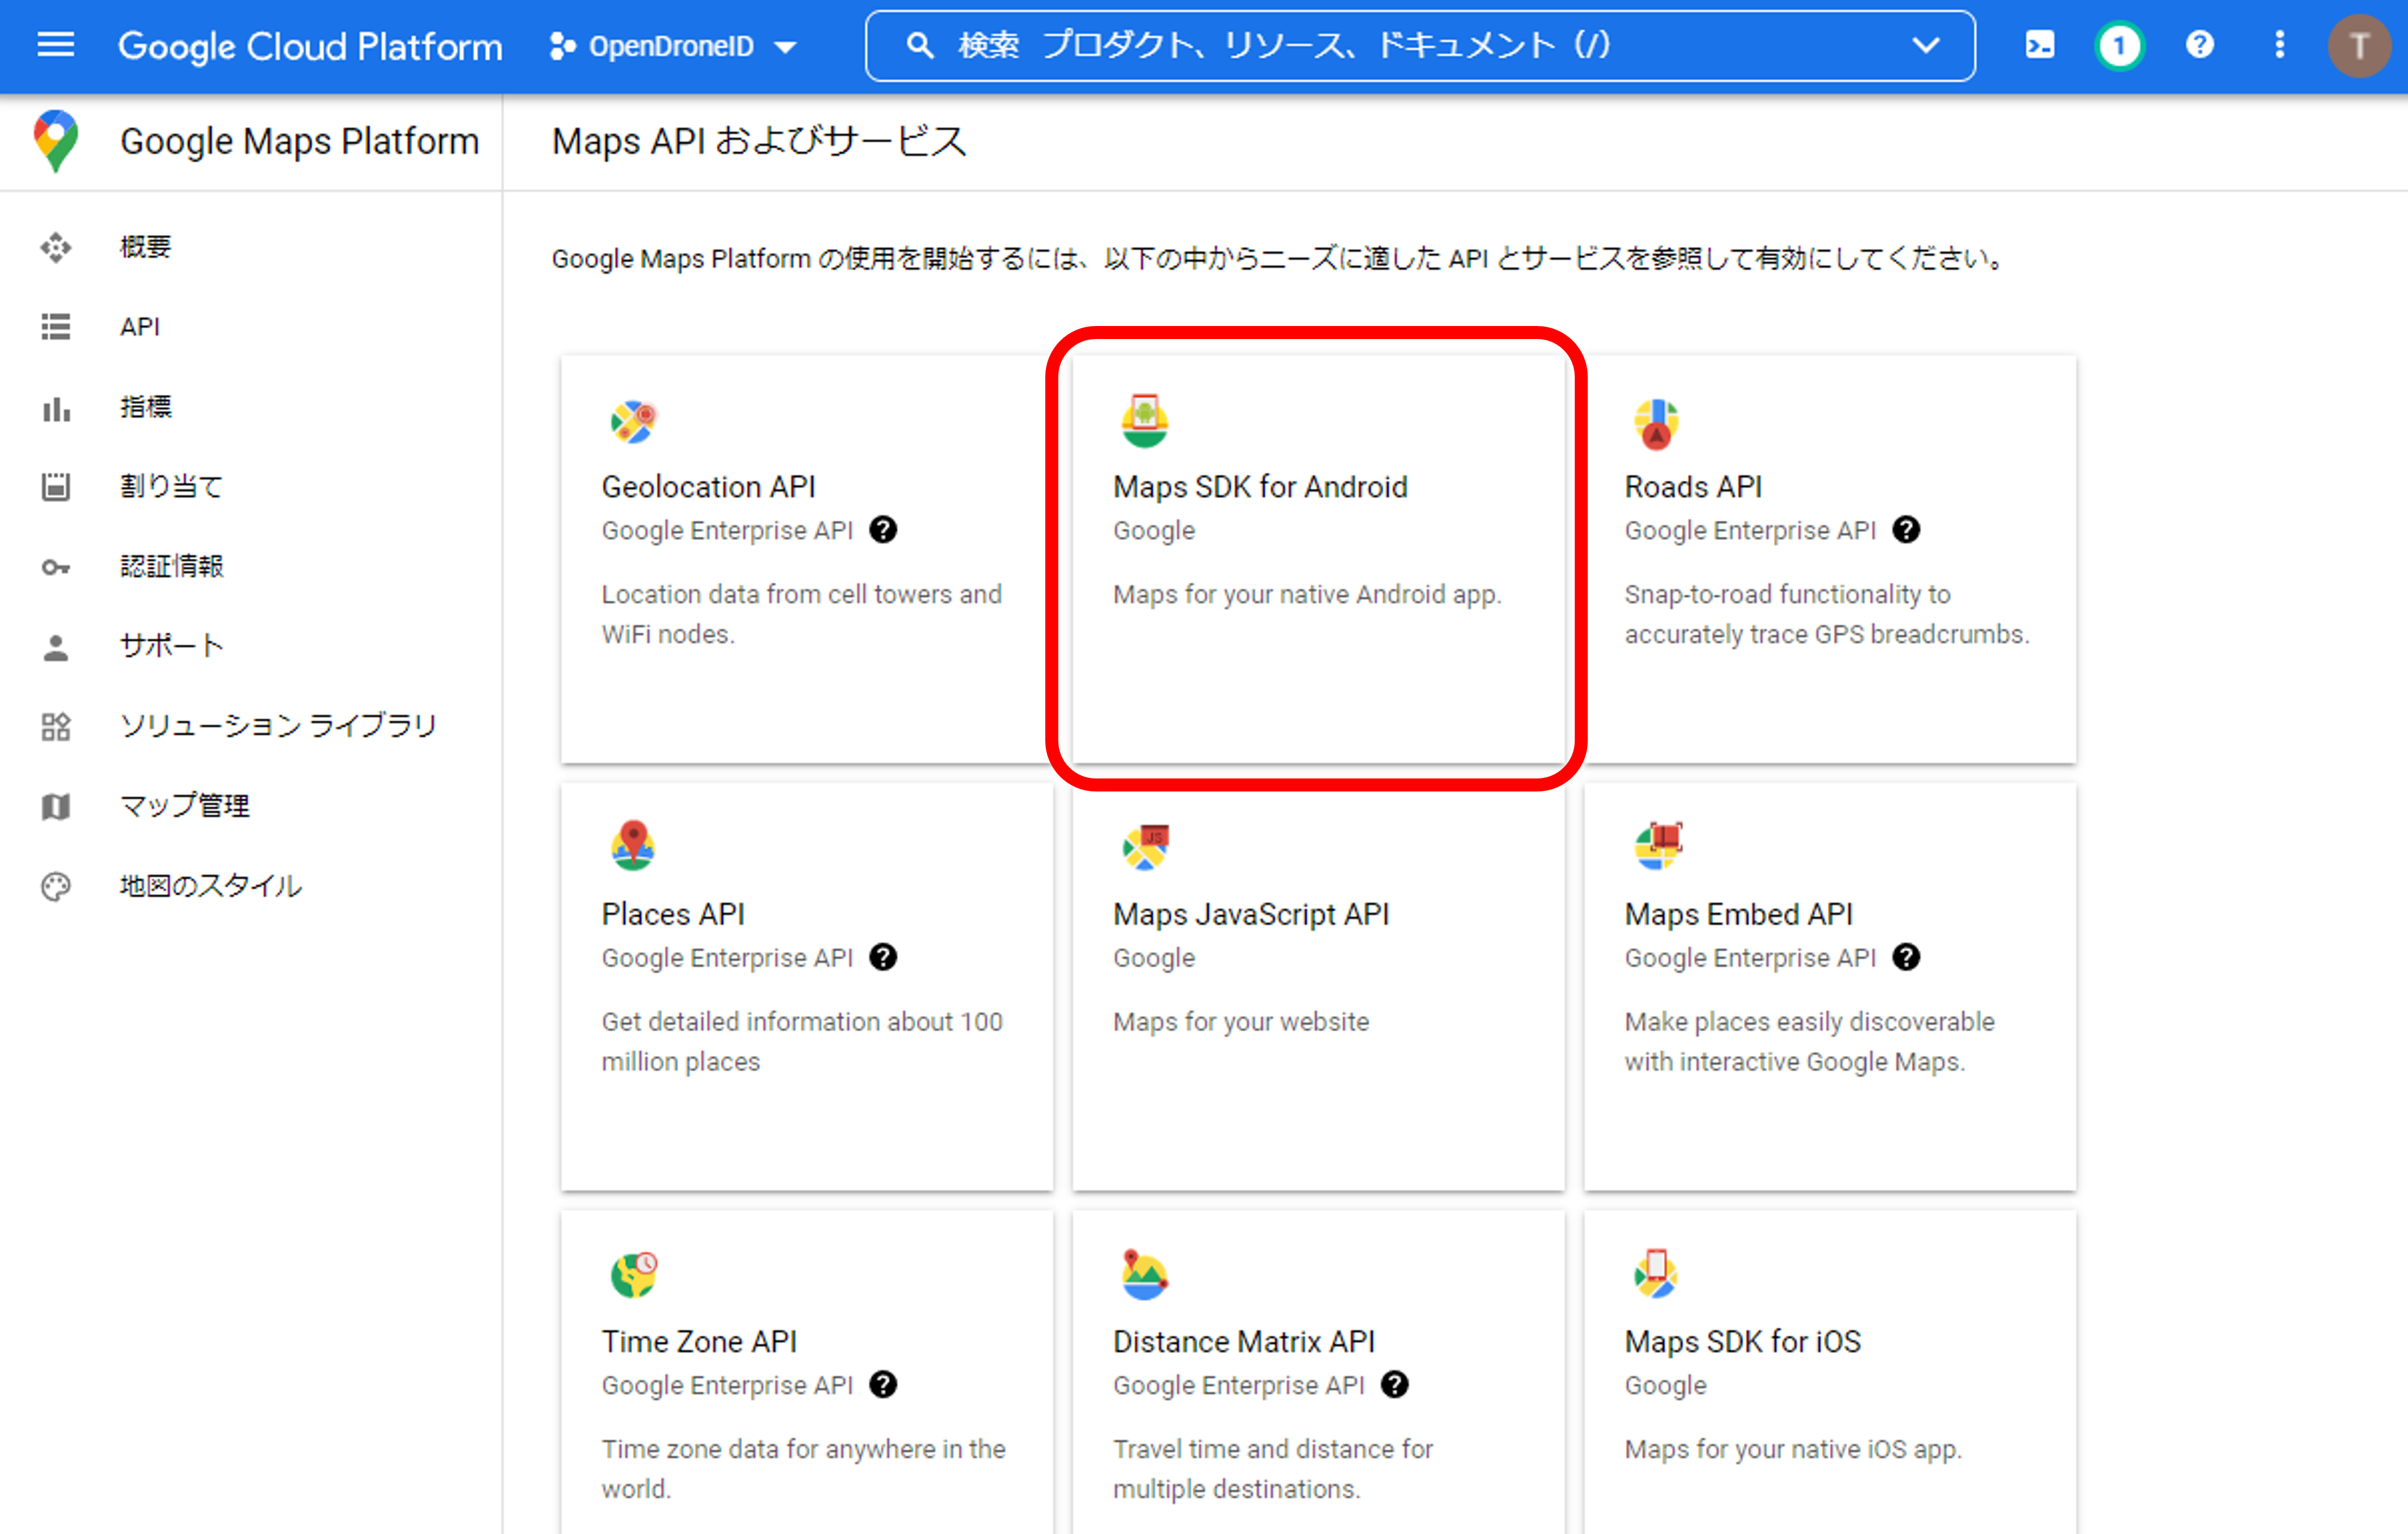 Google Cloud Platform
OpenDroneID
検索 プロダクト、リソース、ドキュメント (/)
1
T
Google Maps Platform
Maps API およびサービス
概要
API
指標
割り当て
認証情報
サポート
ソリューション ライブラリ
マップ管理
地図のスタイル
Google Maps Platform の使用を開始するには、以下の中からニーズに適した API とサービスを参照して有効にしてください。
Geolocation API
Google Enterprise API
Location data from cell towers and
WiFi nodes.
Maps SDK for Android
Google
Maps for your native Android app.
Roads API
Google Enterprise API
Snap-to-road functionality to
accurately trace GPS breadcrumbs.
Places API
Google Enterprise API
Get detailed information about 100
million places
JS
Maps JavaScript API
Google
Maps for your website
Maps Embed API
Google Enterprise API
Make places easily discoverable
with interactive Google Maps.
Time Zone API
Google Enterprise API
Time zone data for anywhere in the
world.
Distance Matrix API
Google Enterprise API
Travel time and distance for
multiple destinations.
Maps SDK for iOS
Google
Maps for your native iOS app.